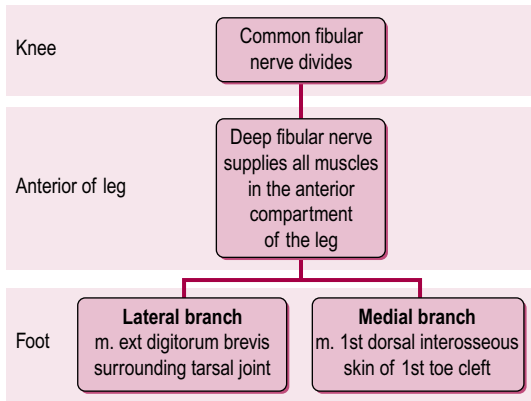 Knee
Common fibular
nerve divides
Anterior of leg
Deep fibular nerve
supplies all muscles
in the anterior
compartment
of the leg
Foot
Lateral branch
m. ext digitorum brevis
surrounding tarsal joint
Medial branch
m. 1st dorsal interosseous
skin of 1st toe cleft